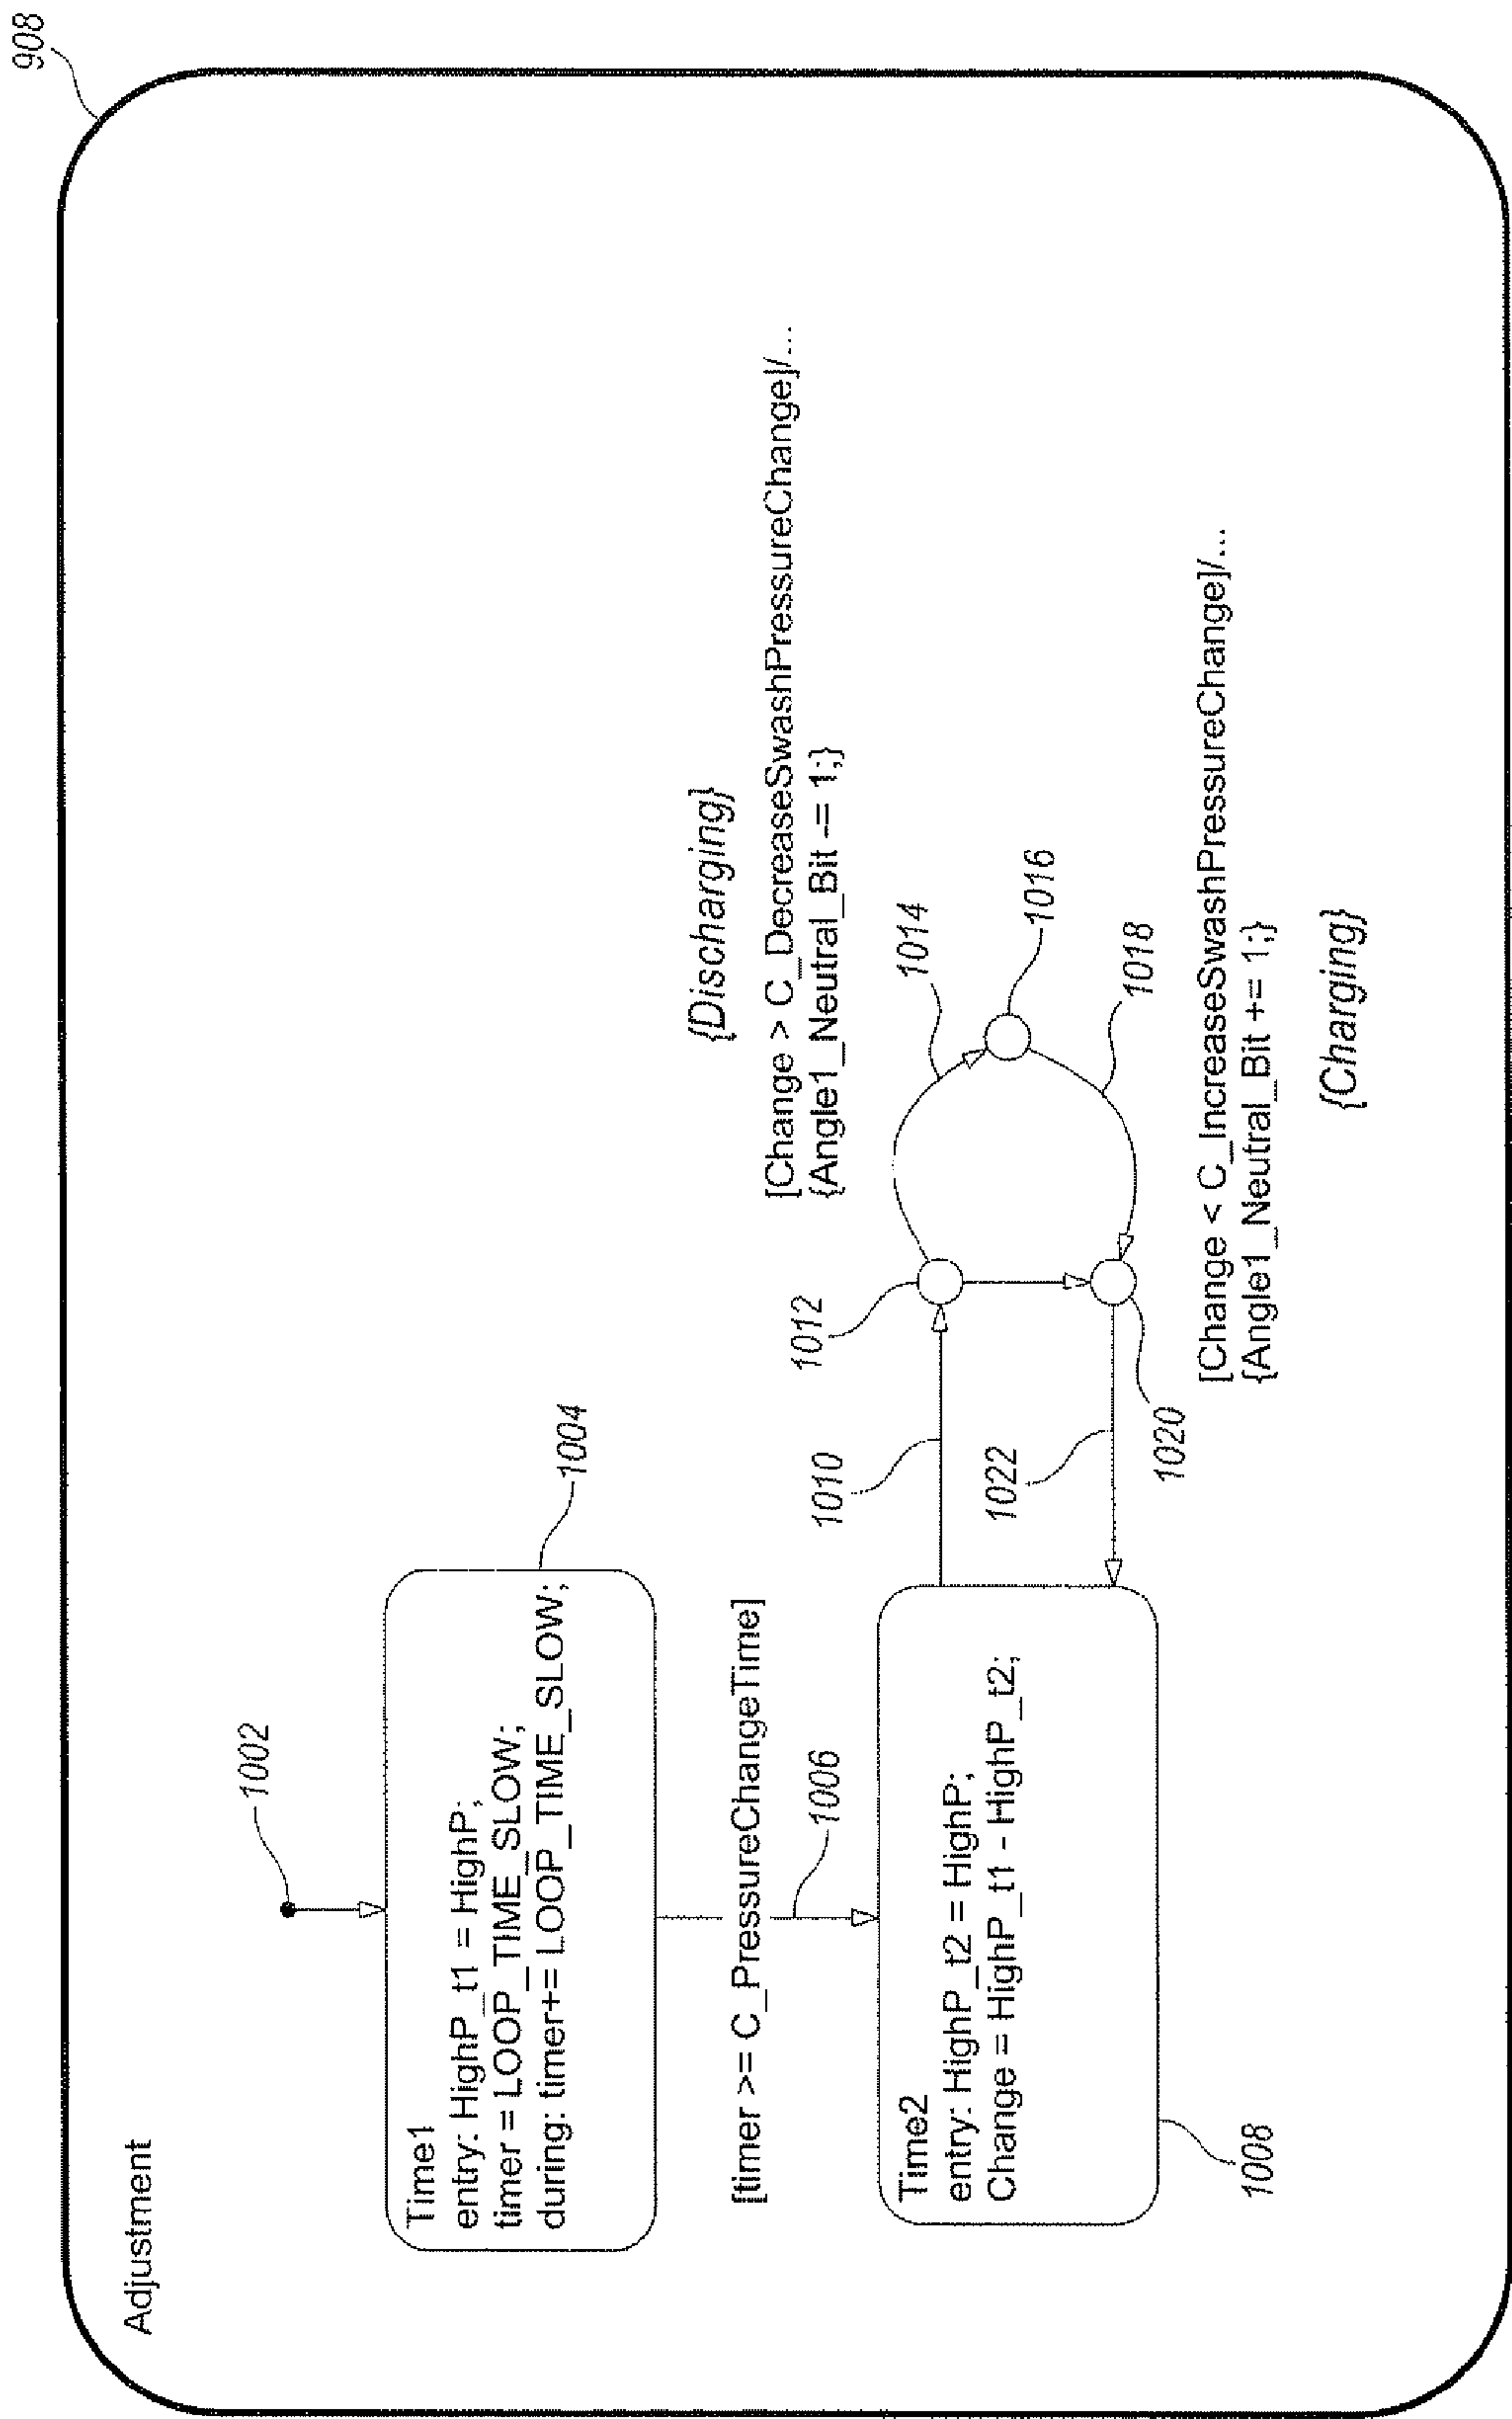 908
Adjustment
1002
Time1
entry: HighP_t1 = HighP;
timer = LOOP_TIME_SLOW;
during: timer+= LOOP_TIME_SLOW;
1004
[timer >= C_PressureChangeTime]
1006
Time2
entry: HighP_t2 = HighP;
Change = HighP_t1 - HighP_t2;
1008
1010
1022
1012
1020
{Discharging}
[Change > C_DecreaseSwashPressureChange]/...
{Angle1_Neutral_Bit -= 1;}
1014
1016
1018
[Change < C_IncreaseSwashPressureChange]/...
{Angle1_Neutral_Bit += 1;}
{Charging}